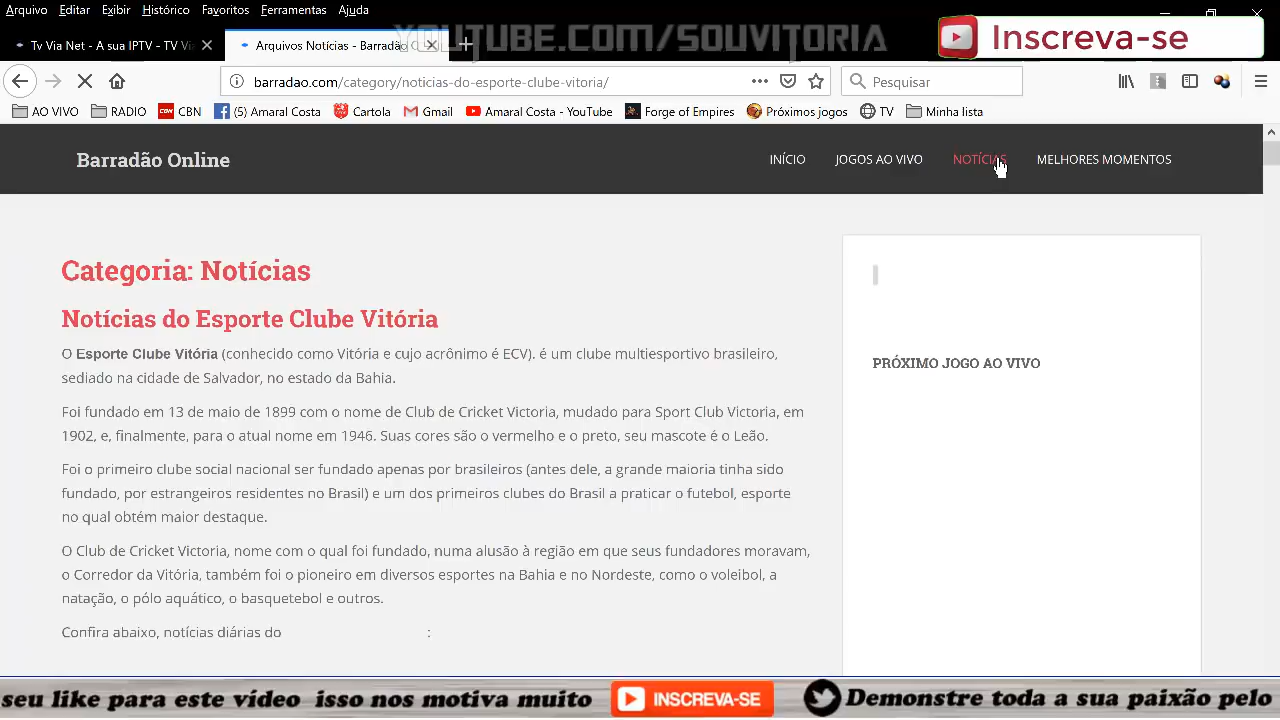 Arquivo Editar Exibir Histórico Favoritos Ferramentas Ajuda
YOUTUBE.COM/SOUVITORIA
Inscreva-se
Tv Via Net - A sua IPTV - TV Vi
Arquivos Notícias - Barradão O
barradao.com/category/noticias-do-esporte-clube-vitoria/
Pesquisar
AO VIVO RADIO CBN (5) Amaral Costa Cartola Gmail Amaral Costa - YouTube Forge of Empires Próximos jogos TV Minha lista
Barradão Online
INÍCIO JOGOS AO VIVO NOTÍCIAS MELHORES MOMENTOS
Categoria: Notícias
Notícias do Esporte Clube Vitória
O Esporte Clube Vitória (conhecido como Vitória e cujo acrônimo é ECV). é um clube multiesportivo brasileiro,
sediado na cidade de Salvador, no estado da Bahia.
Foi fundado em 13 de maio de 1899 com o nome de Club de Cricket Victoria, mudado para Sport Club Victoria, em
1902, e, finalmente, para o atual nome em 1946. Suas cores são o vermelho e o preto, seu mascote é o Leão.
Foi o primeiro clube social nacional ser fundado apenas por brasileiros (antes dele, a grande maioria tinha sido
fundado, por estrangeiros residentes no Brasil) e um dos primeiros clubes do Brasil a praticar o futebol, esporte
no qual obtém maior destaque.
O Club de Cricket Victoria, nome com o qual foi fundado, numa alusão à região em que seus fundadores moravam,
o Corredor da Vitória, também foi o pioneiro em diversos esportes na Bahia e no Nordeste, como o voleibol, a
natação, o pólo aquático, o basquetebol e outros.
Confira abaixo, notícias diárias do :
PRÓXIMO JOGO AO VIVO
seu like para este vídeo isso nos motiva muito INSCREVA-SE Demonstre toda a sua paixão pelo